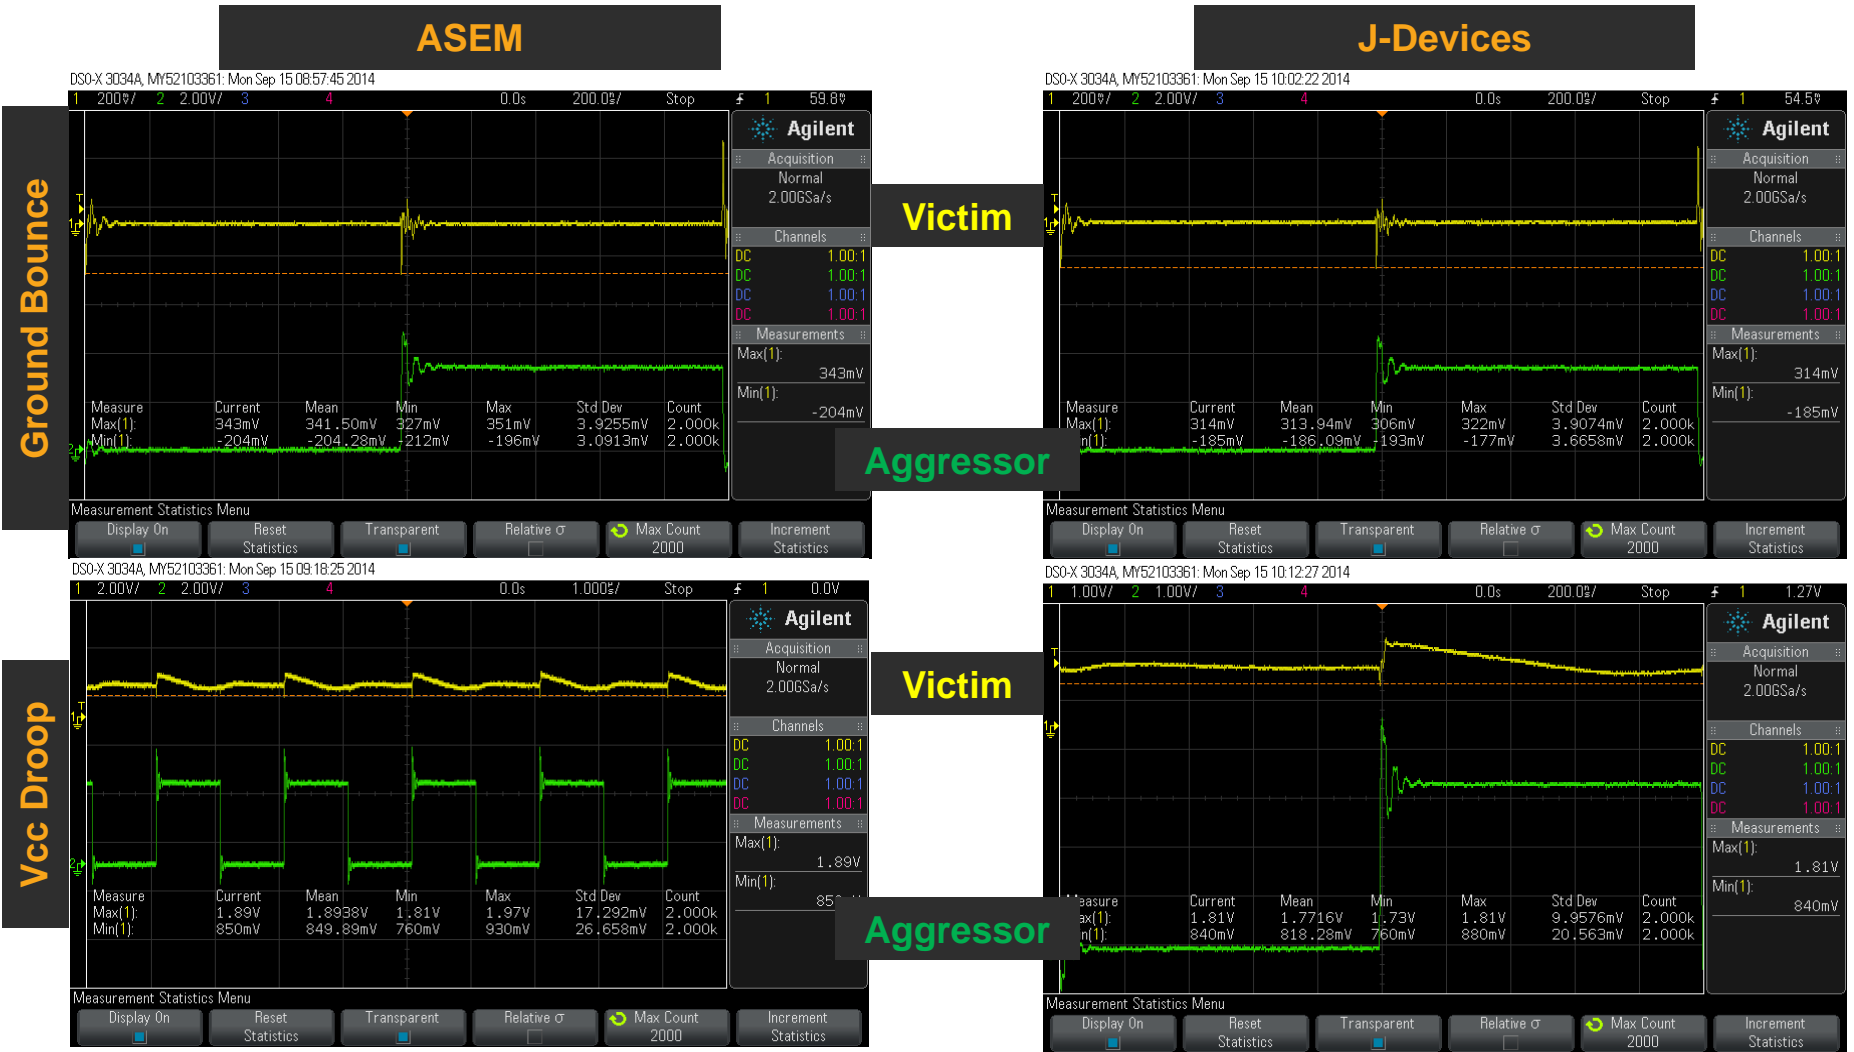 ASEM
J-Devices
Ground Bounce
Vcc Droop
Victim
Aggressor
Victim
Aggressor
DSO-X 3034A, MY52103361: Mon Sep 15 08:57:45 2014
1 200%/ 2 2.00V/ 3 4 0.0s 200.0%/ Stop 1 59.8%
Agilent
Acquisition
Normal
2.00GSa/s
Channels
DC 1.00:1
DC 1.00:1
DC 1.00:1
DC 1.00:1
Measurements
Max(1):
343mV
Min(1):
-204mV
Measure Current Mean Min Max Std Dev Count
Max(1): 343mV 341.50mV 327mV 351mV 3.9255mV 2.000k
Min(1): -204mV -204.28mV -212mV -196mV 3.0913mV 2.000k
Measurement Statistics Menu
Display On Reset Statistics Transparent Relative σ Max Count 2000 Increment Statistics
DSO-X 3034A, MY52103361: Mon Sep 15 10:02:22 2014
1 200%/ 2 2.00V/ 3 4 0.0s 200.0%/ Stop 1 54.5%
Agilent
Acquisition
Normal
2.00GSa/s
Channels
DC 1.00:1
DC 1.00:1
DC 1.00:1
DC 1.00:1
Measurements
Max(1):
314mV
Min(1):
-185mV
Measure Current Mean Min Max Std Dev Count
Max(1): 314mV 313.94mV 306mV 322mV 3.9074mV 2.000k
n(1): -185mV -186.09mV -193mV -177mV 3.6658mV 2.000k
Measurement Statistics Menu
Display On Reset Statistics Transparent Relative σ Max Count 2000 Increment Statistics
DSO-X 3034A, MY52103361: Mon Sep 15 09:18:25 2014
1 2.00V/ 2 2.00V/ 3 4 0.0s 1.000%/ Stop 1 0.0V
Agilent
Acquisition
Normal
2.00GSa/s
Channels
DC 1.00:1
DC 1.00:1
DC 1.00:1
DC 1.00:1
Measurements
Max(1):
1.89V
Min(1):
Measure Current Mean Min Max Std Dev Count
Max(1): 1.89V 1.8938V 1.81V 1.97V 17.292mV 2.000k
Min(1): 850mV 849.89mV 760mV 930mV 26.658mV 2.000k
Measurement Statistics Menu
Display On Reset Statistics Transparent Relative σ Max Count 2000 Increment Statistics
DSO-X 3034A, MY52103361: Mon Sep 15 10:12:27 2014
1 1.00V/ 2 1.00V/ 3 4 0.0s 200.0%/ Stop 1 1.27V
Agilent
Acquisition
Normal
2.00GSa/s
Channels
DC 1.00:1
DC 1.00:1
DC 1.00:1
DC 1.00:1
Measurements
Max(1):
1.81V
Min(1):
840mV
easure Current Mean Min Max Std Dev Count
ax(1): 1.81V 1.7716V 1.73V 1.81V 9.9576mV 2.000k
n(1): 840mV 818.28mV 760mV 880mV 20.563mV 2.000k
Measurement Statistics Menu
Display On Reset Statistics Transparent Relative σ Max Count 2000 Increment Statistics